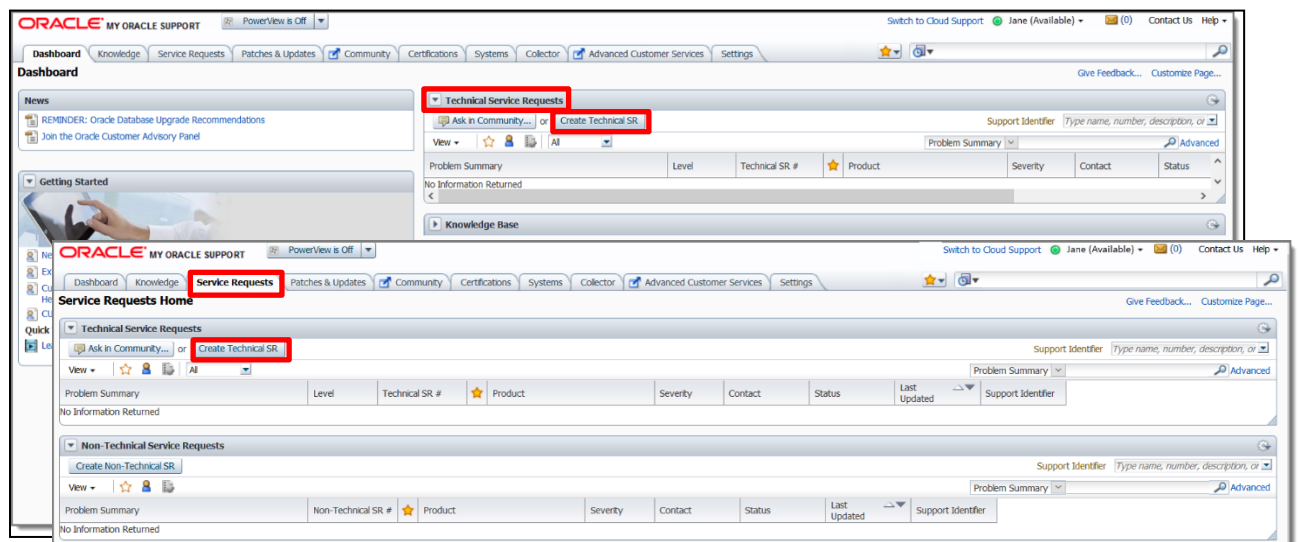 ORACLE MY ORACLE SUPPORT PowerView is Off Switch to Cloud Support Jane (Available) (0) Contact Us Help
Dashboard Knowledge Service Requests Patches & Updates Community Certifications Systems Collector Advanced Customer Services Settings
Dashboard Give Feedback... Customize Page...
News
REMINDER: Oracle Database Upgrade Recommendations
Join the Oracle Customer Advisory Panel
Getting Started
Technical Service Requests
Ask in Community... or Create Technical SR Support Identifier Type name, number, description, or
View All Problem Summary Advanced
Problem Summary Level Technical SR # Product Severity Contact Status
No Information Returned
Knowledge Base
Ne
Ex
Cu
He
Cu
Quick
Le
ORACLE MY ORACLE SUPPORT PowerView is Off Switch to Cloud Support Jane (Available) (0) Contact Us Help
Dashboard Knowledge Service Requests Patches & Updates Community Certifications Systems Collector Advanced Customer Services Settings
Service Requests Home Give Feedback... Customize Page...
Technical Service Requests
Ask in Community... or Create Technical SR Support Identifier Type name, number, description, or
View All Problem Summary Advanced
Problem Summary Level Technical SR # Product Severity Contact Status Last Updated Support Identifier
No Information Returned
Non-Technical Service Requests
Create Non-Technical SR Support Identifier Type name, number, description, or
View Problem Summary Advanced
Problem Summary Non-Technical SR # Product Severity Contact Status Last Updated Support Identifier
No Information Returned